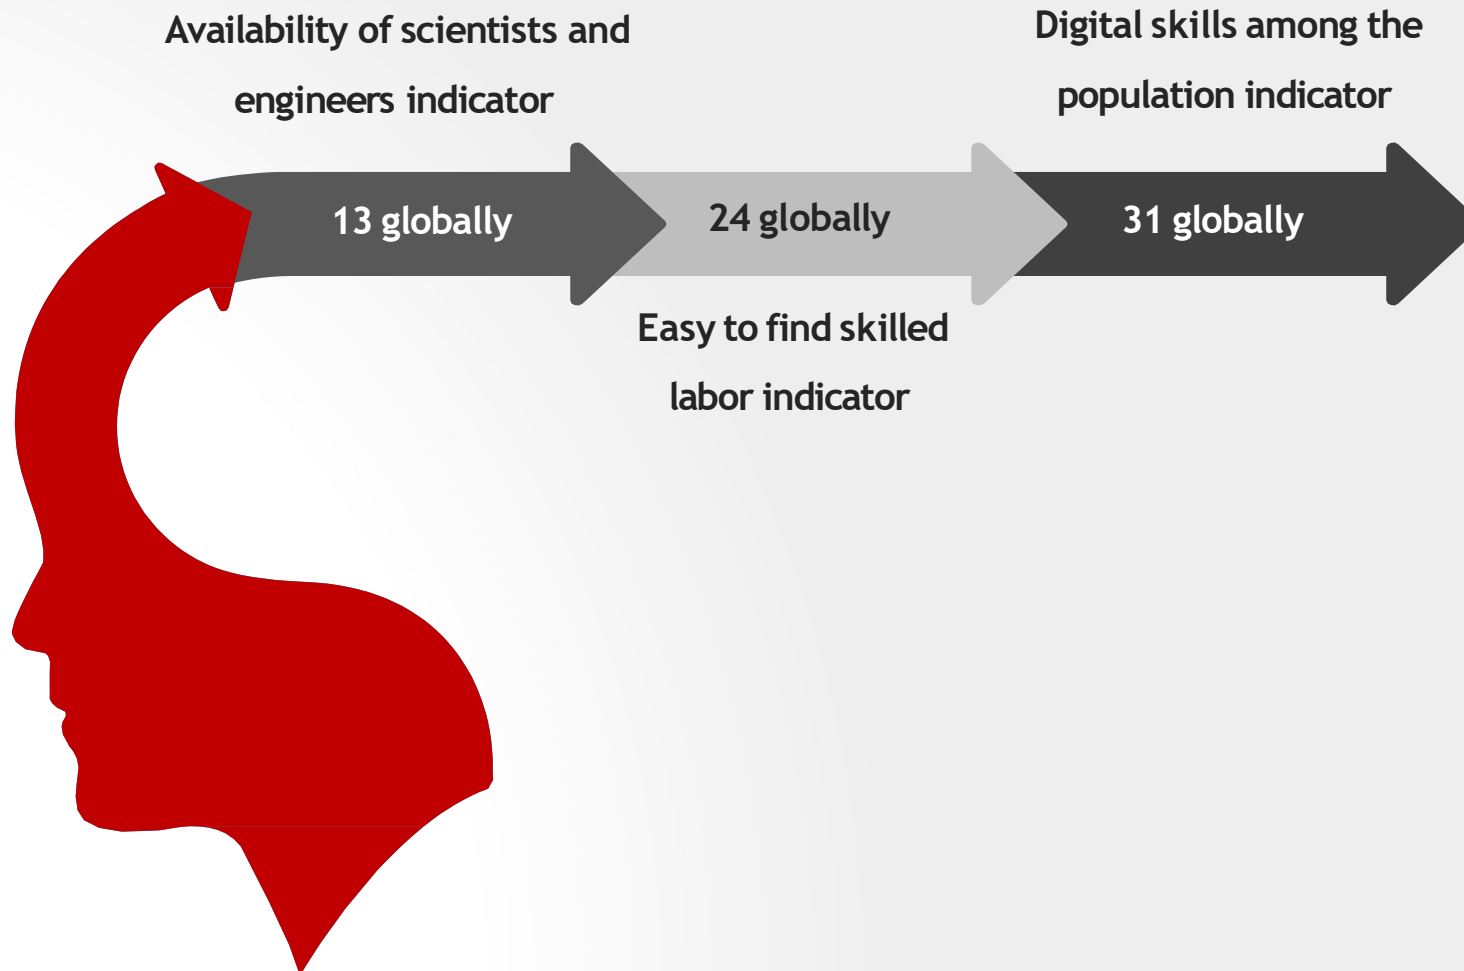 Availability of scientists and
engineers indicator
13 globally
24 globally
Easy to find skilled
labor indicator
Digital skills among the
population indicator
31 globally